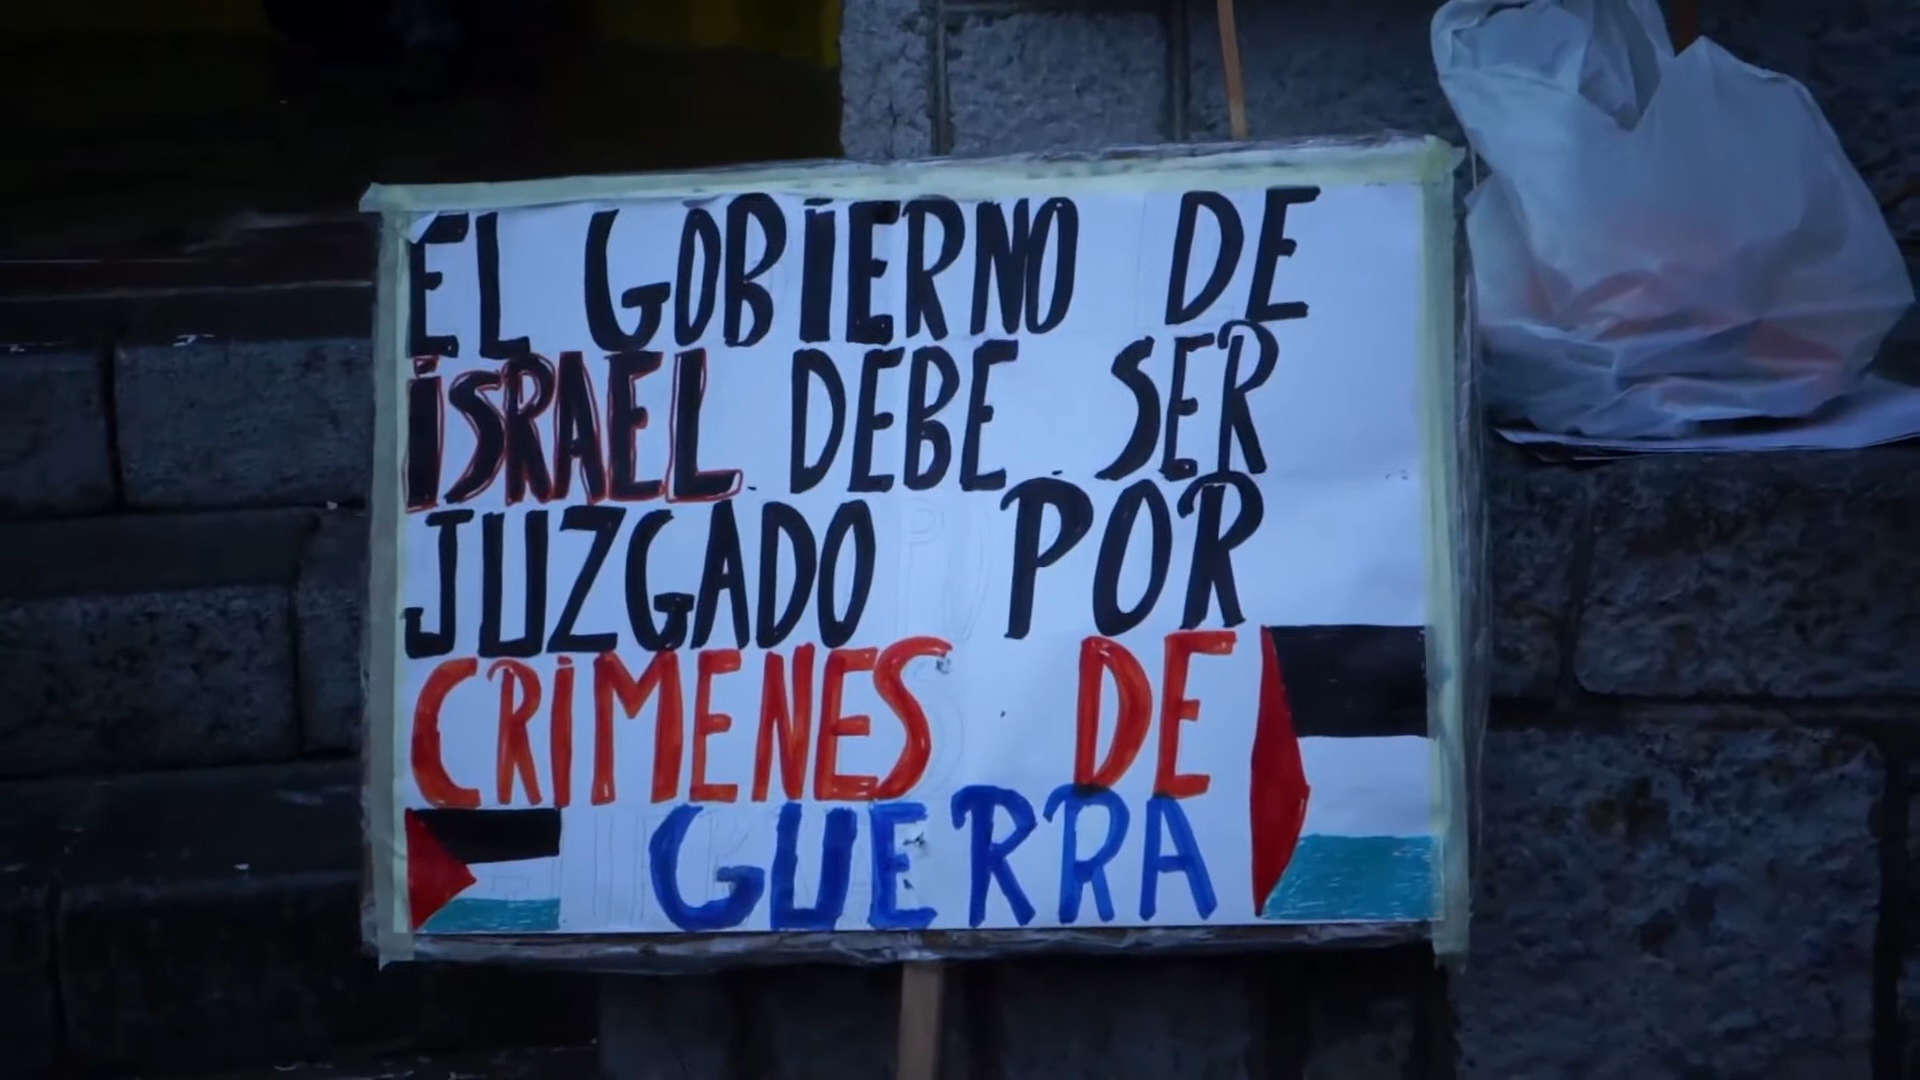 EL GOBIERNO DE
ISRAEL DEBE SER
JUZGADO POR
CRIMENES DE
GUERRA